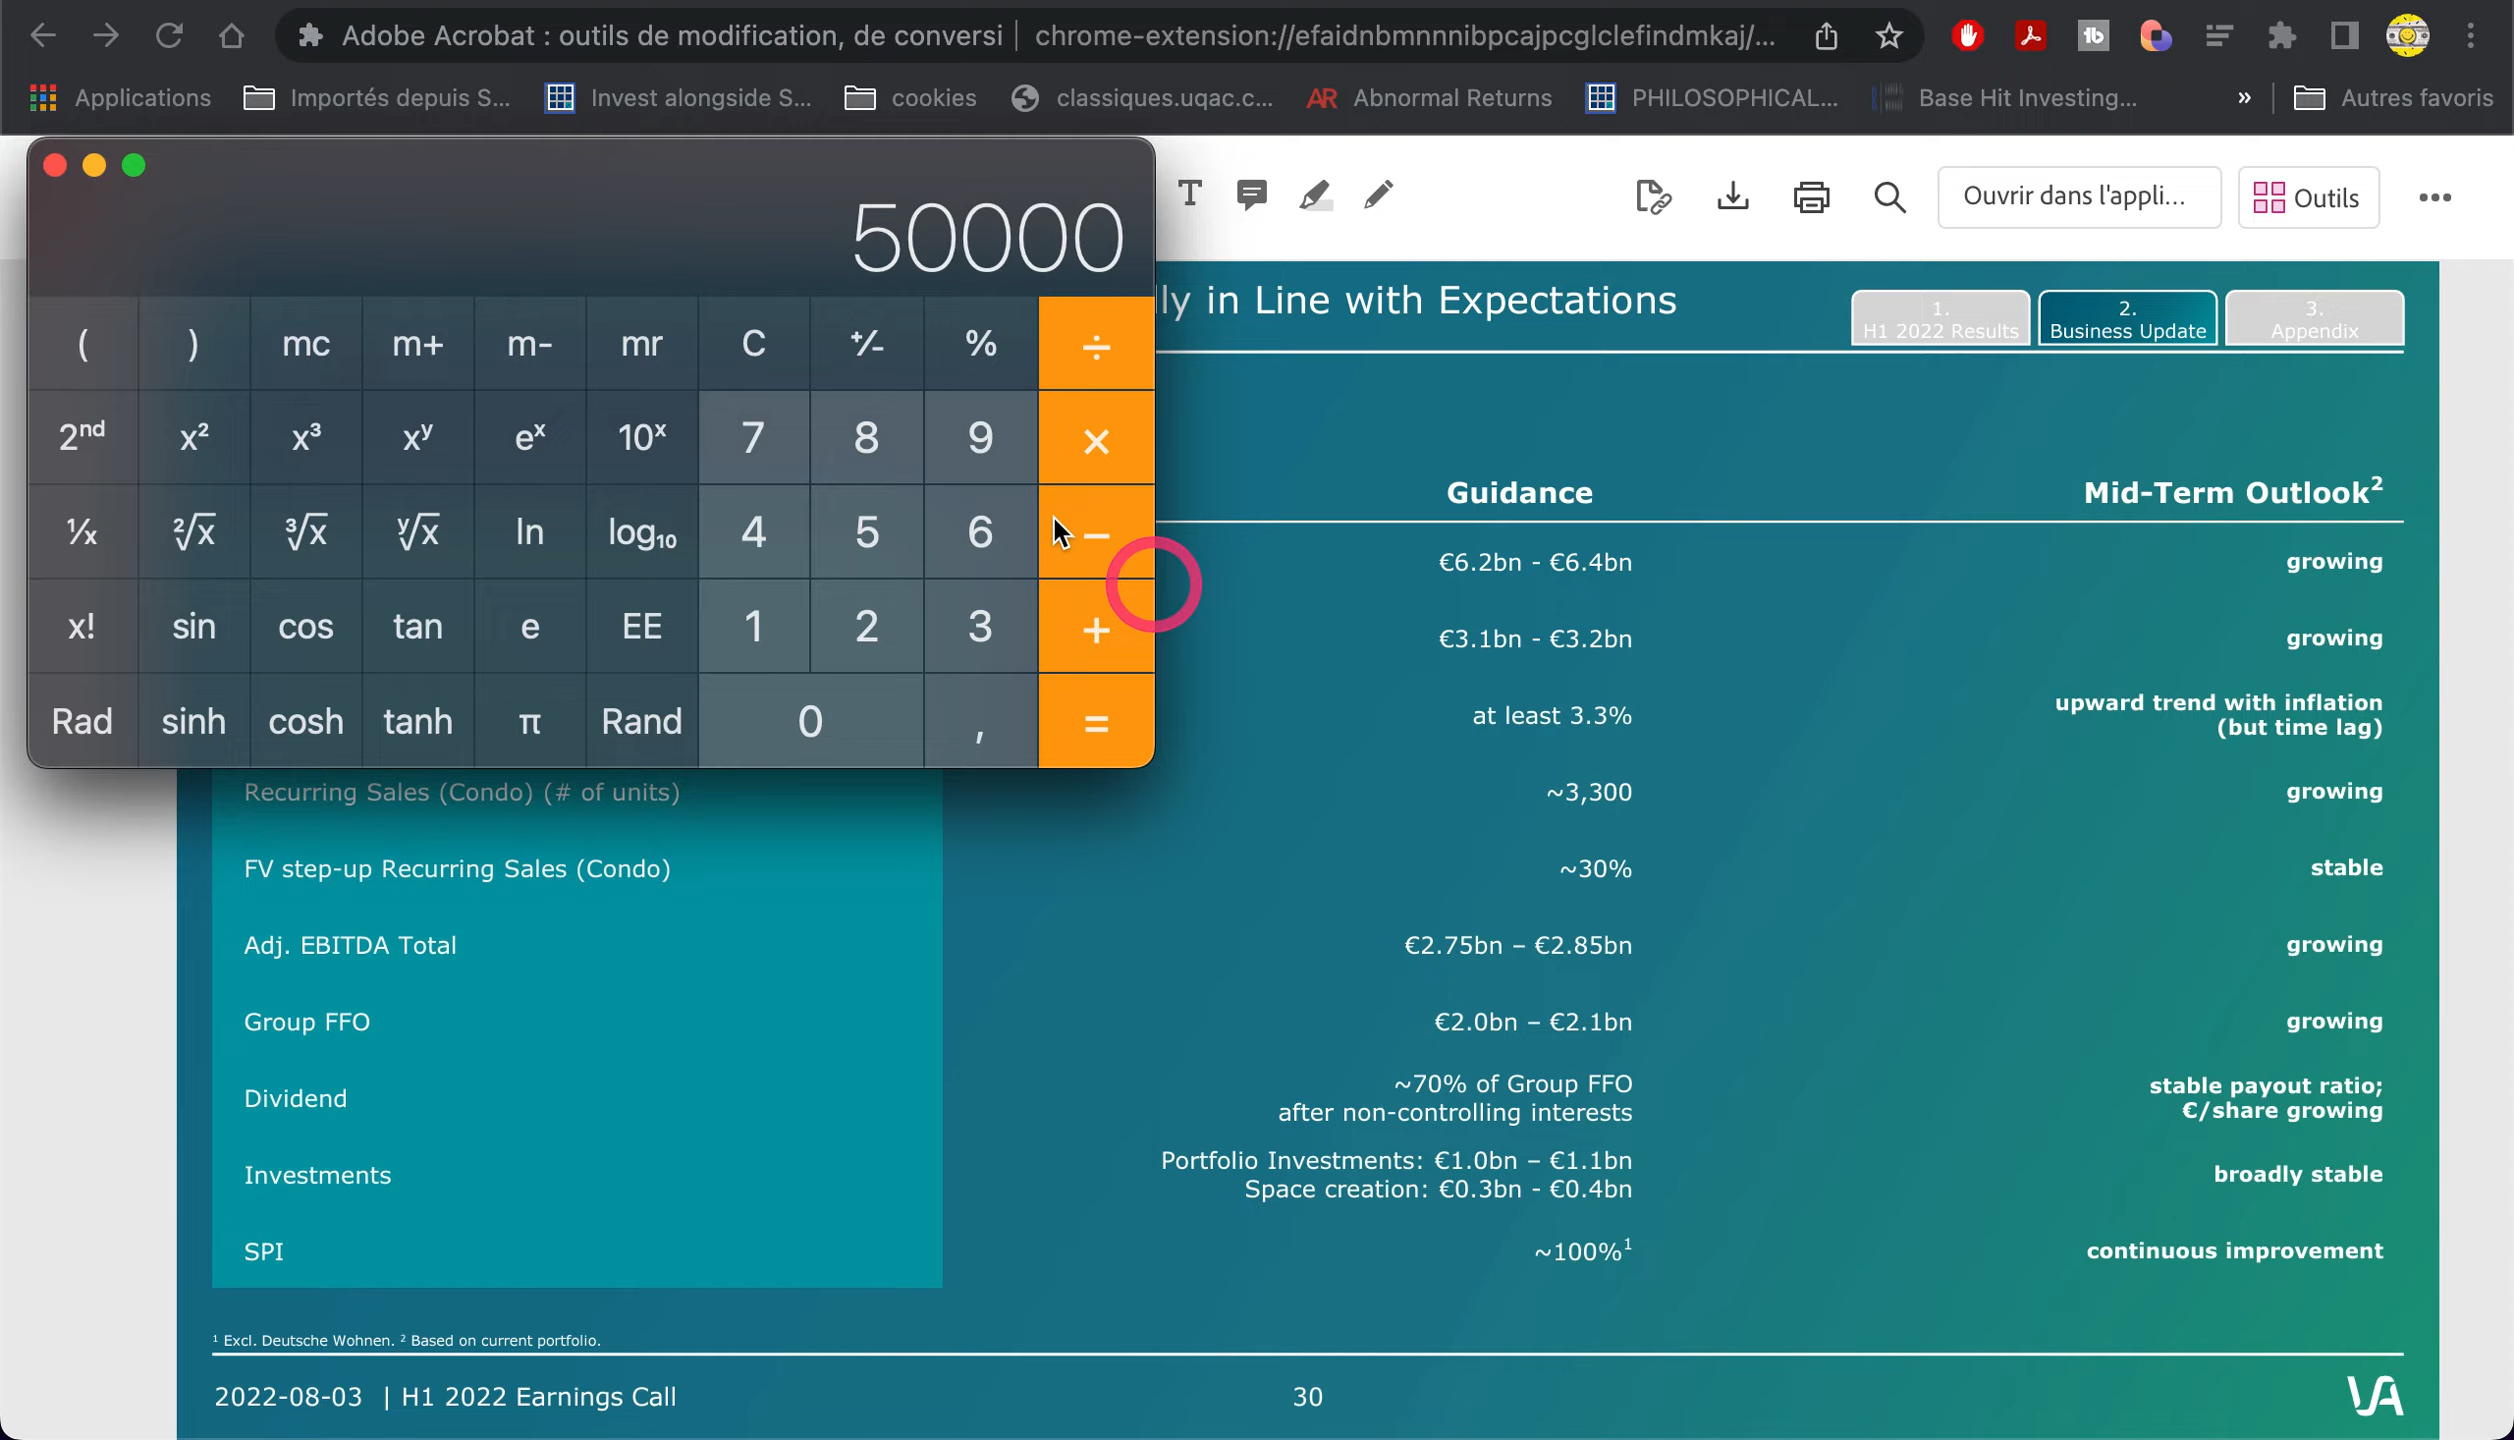 Adobe Acrobat : outils de modification, de conversi | chrome-extension://efaidnbmnnnibpcajpcglclefindmkaj/...
Applications Importés depuis S... Invest alongside S... cookies classiques.uqac.c... Abnormal Returns PHILOSOPHICAL... Base Hit Investing... » Autres favoris
T Ouvrir dans l'appli... Outils •••
50000
( ) mc m+ m- mr C +⁄- % ÷
2nd x² x³ xʸ eˣ 10ˣ 7 8 9 ×
1⁄x ²√x ³√x ʸ√x ln log₁₀ 4 5 6 −
x! sin cos tan e EE 1 2 3 +
Rad sinh cosh tanh π Rand 0 , =
lly in Line with Expectations
1.
H1 2022 Results
2.
Business Update
3.
Appendix
Guidance Mid-Term Outlook²
€6.2bn - €6.4bn growing
€3.1bn - €3.2bn growing
at least 3.3% upward trend with inflation
(but time lag)
Recurring Sales (Condo) (# of units) ~3,300 growing
FV step-up Recurring Sales (Condo) ~30% stable
Adj. EBITDA Total €2.75bn – €2.85bn growing
Group FFO €2.0bn – €2.1bn growing
Dividend ~70% of Group FFO
after non-controlling interests
stable payout ratio;
€/share growing
Investments Portfolio Investments: €1.0bn – €1.1bn
Space creation: €0.3bn - €0.4bn
broadly stable
SPI ~100%¹ continuous improvement
¹ Excl. Deutsche Wohnen. ² Based on current portfolio.
2022-08-03 | H1 2022 Earnings Call 30